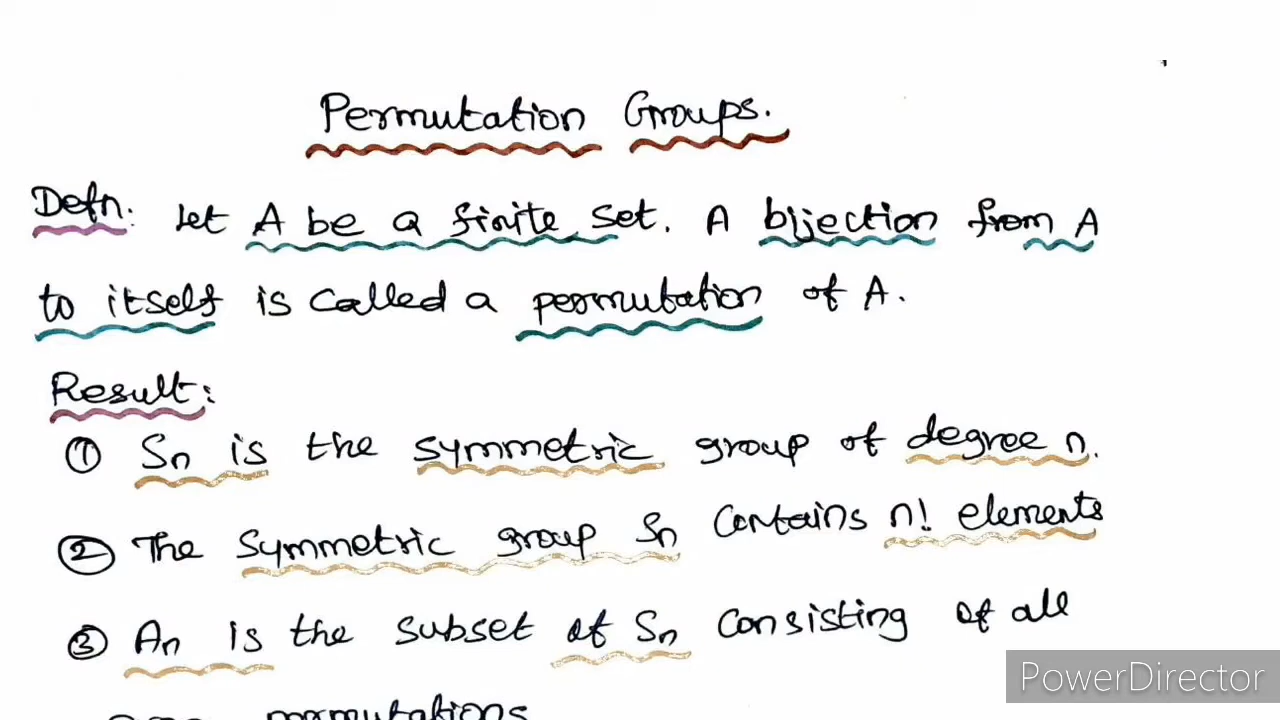 Permutation Groups.
Defn: Let A be a finite set. A bijection from A
to itself is called a permutation of A.
Result:
① Sn is the symmetric group of degree n.
② The symmetric group Sn contains n! elements
③ An is the subset of Sn consisting of all
permutations
PowerDirector